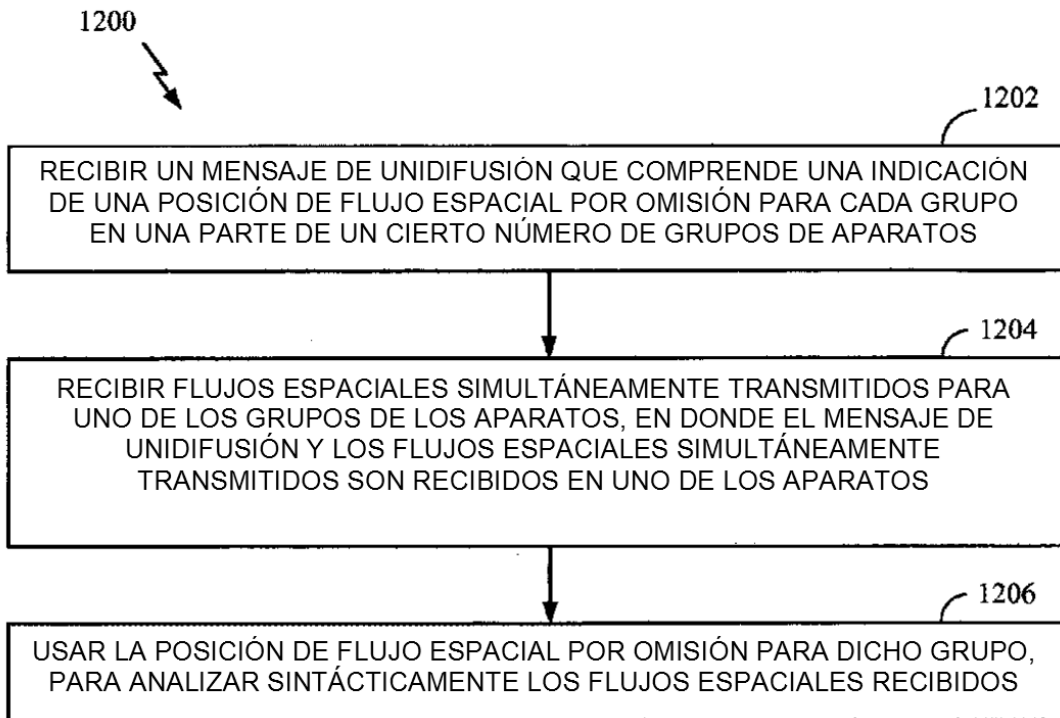 1200
1202
RECIBIR UN MENSAJE DE UNIDIFUSIÓN QUE COMPRENDE UNA INDICACIÓN
DE UNA POSICIÓN DE FLUJO ESPACIAL POR OMISIÓN PARA CADA GRUPO
EN UNA PARTE DE UN CIERTO NÚMERO DE GRUPOS DE APARATOS
1204
RECIBIR FLUJOS ESPACIALES SIMULTÁNEAMENTE TRANSMITIDOS PARA
UNO DE LOS GRUPOS DE LOS APARATOS, EN DONDE EL MENSAJE DE
UNIDIFUSIÓN Y LOS FLUJOS ESPACIALES SIMULTÁNEAMENTE
TRANSMITIDOS SON RECIBIDOS EN UNO DE LOS APARATOS
1206
USAR LA POSICIÓN DE FLUJO ESPACIAL POR OMISIÓN PARA DICHO GRUPO,
PARA ANALIZAR SINTÁCTICAMENTE LOS FLUJOS ESPACIALES RECIBIDOS